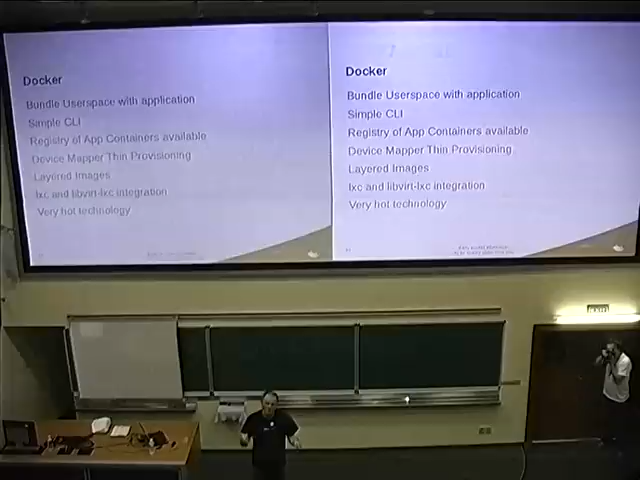 Docker
Bundle Userspace with application
Simple CLI
Registry of App Containers available
Device Mapper Thin Provisioning
Layered Images
lxc and libvirt-lxc integration
Very hot technology
Docker
Bundle Userspace with application
Simple CLI
Registry of App Containers available
Device Mapper Thin Provisioning
Layered Images
lxc and libvirt-lxc integration
Very hot technology